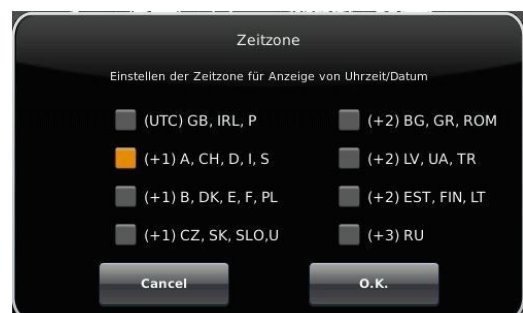 Zeitzone
Einstellen der Zeitzone für Anzeige von Uhrzeit/Datum
(UTC) GB, IRL, P
(+2) BG, GR, ROM
(+1) A, CH, D, I, S
(+2) LV, UA, TR
(+1) B, DK, E, F, PL
(+2) EST, FIN, LT
(+1) CZ, SK, SLO,U
(+3) RU
Cancel
O.K.